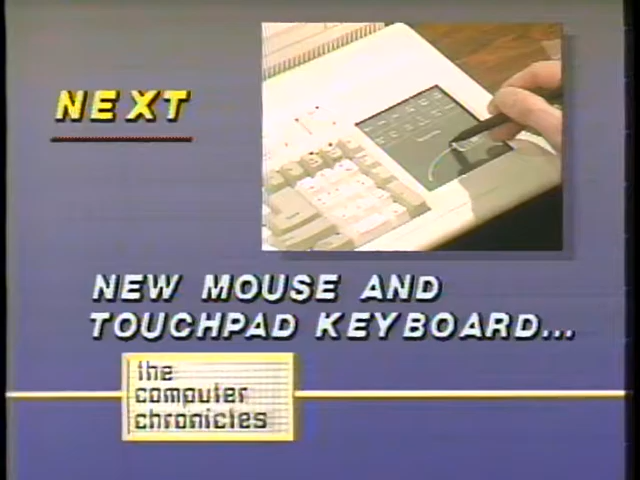 NEXT
NEW MOUSE AND
TOUCHPAD KEYBOARD...
the
computer
chronicles